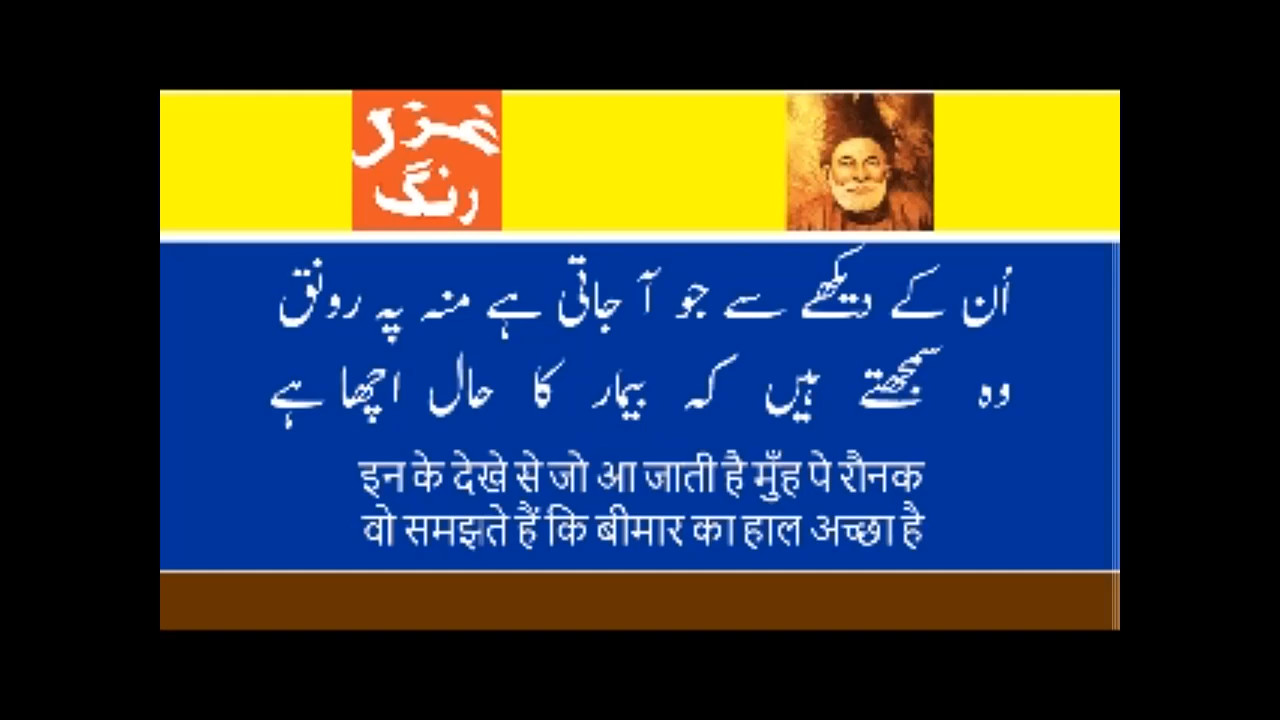 غزل
رنگ
اُن کے دیکھے سے جو آ جاتی ہے منہ پہ رونق
وہ سمجھتے ہیں کہ بیمار کا حال اچھا ہے
इन के देखे से जो आ जाती है मुँह पे रौनक
वो समझते हैं कि बीमार का हाल अच्छा है